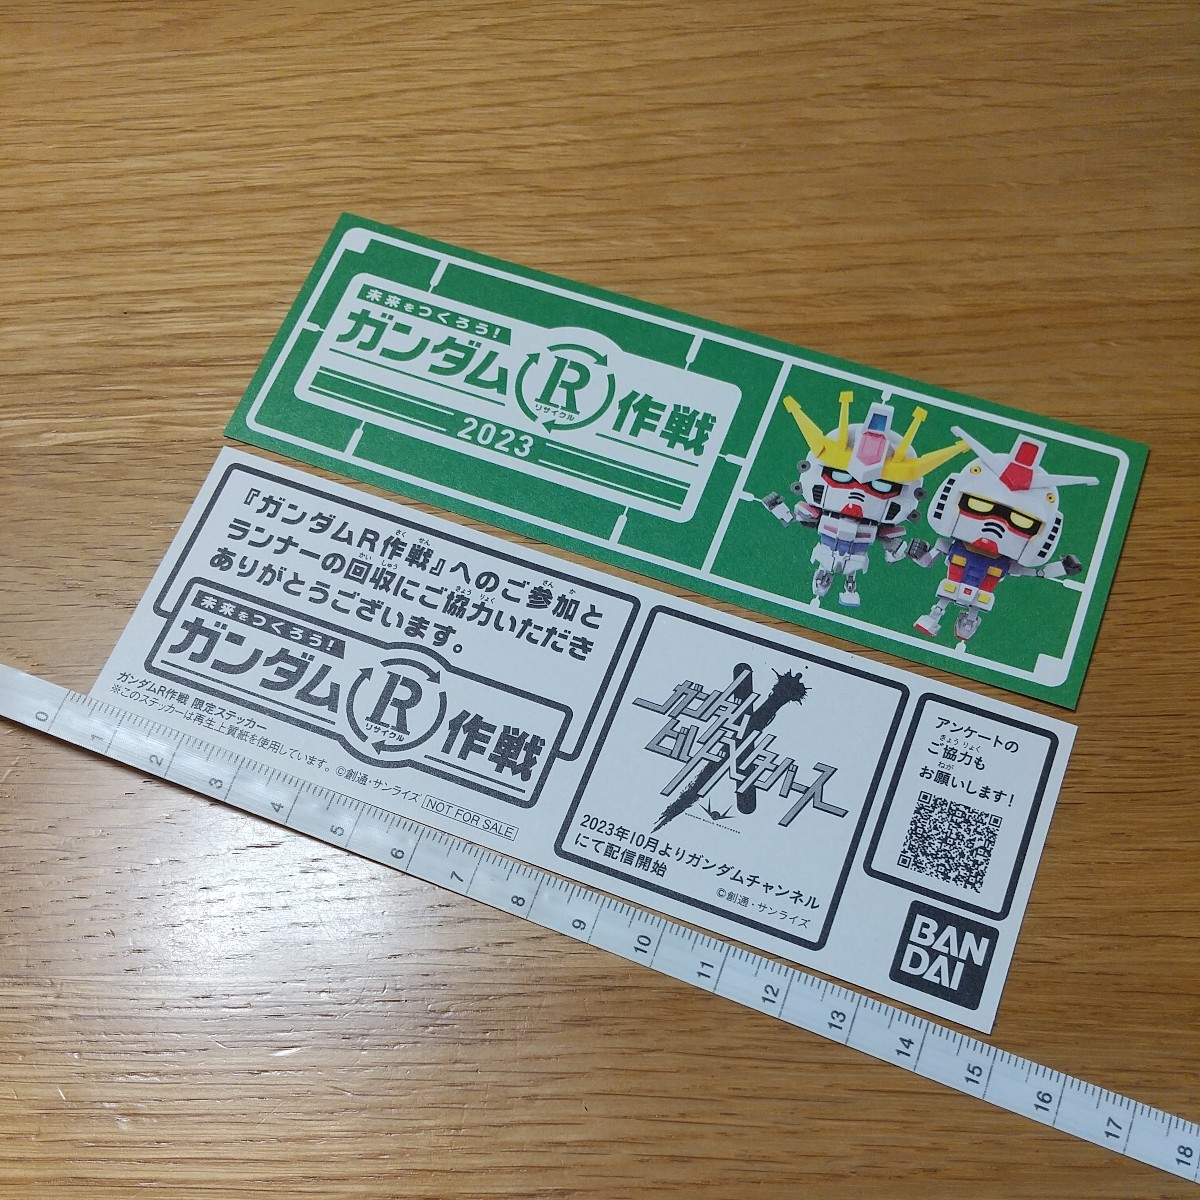 未来をつくろう!
ガンダムR作戦
リサイクル
2023
『ガンダムR作戦』へのご参加と
ランナーの回収にご協力いただき
ありがとうございます。
未来をつくろう!
ガンダムR作戦
リサイクル
ガンダムR作戦 限定ステッカー
※このステッカーは再生上質紙を使用しています。 ©創通・サンライズ NOT FOR SALE
ガンダム
ビルドメタバース
2023年10月よりガンダムチャンネル
にて配信開始
©創通・サンライズ
アンケートの
ご協力も
お願いします!
BAN
DAI
0 1 2 3 4 5 6 7 8 9 10 11 12 13 14 15 16 17 18